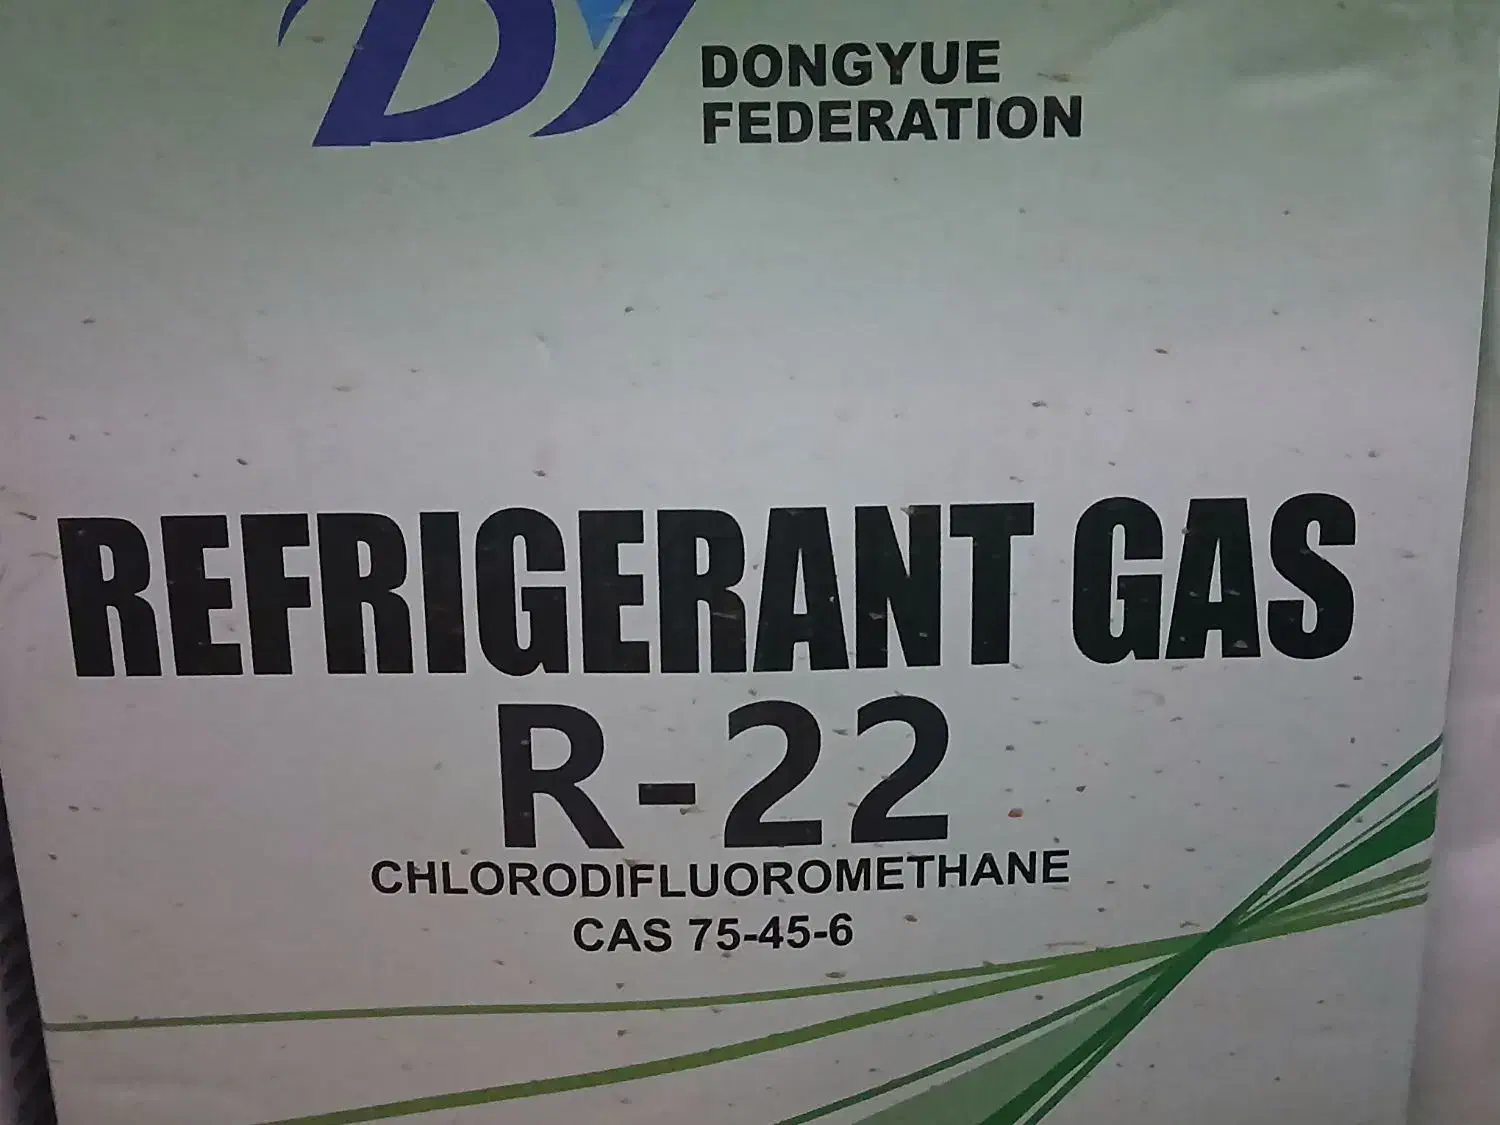 DY
DONGYUE
FEDERATION
REFRIGERANT GAS
R-22
CHLORODIFLUOROMETHANE
CAS 75-45-6